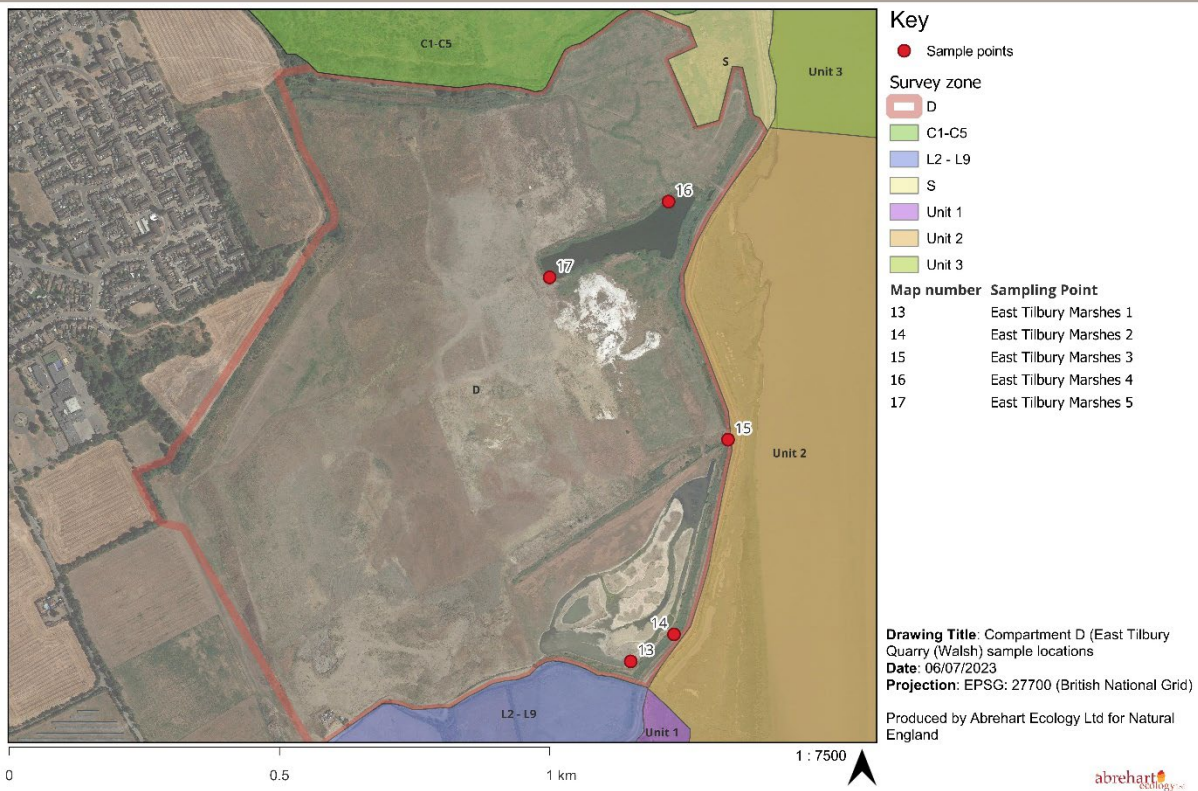 C1-C5
S
Unit 3
16
17
D
15
Unit 2
14
13
L2 - L9
Unit 1
0
0.5
1 km
1 : 7500
Key
Sample points
Survey zone
D
C1-C5
L2 - L9
S
Unit 1
Unit 2
Unit 3
Map number Sampling Point
13 East Tilbury Marshes 1
14 East Tilbury Marshes 2
15 East Tilbury Marshes 3
16 East Tilbury Marshes 4
17 East Tilbury Marshes 5
Drawing Title: Compartment D (East Tilbury
Quarry (Walsh) sample locations
Date: 06/07/2023
Projection: EPSG: 27700 (British National Grid)
Produced by Abrehart Ecology Ltd for Natural
England
abrehart
ecology